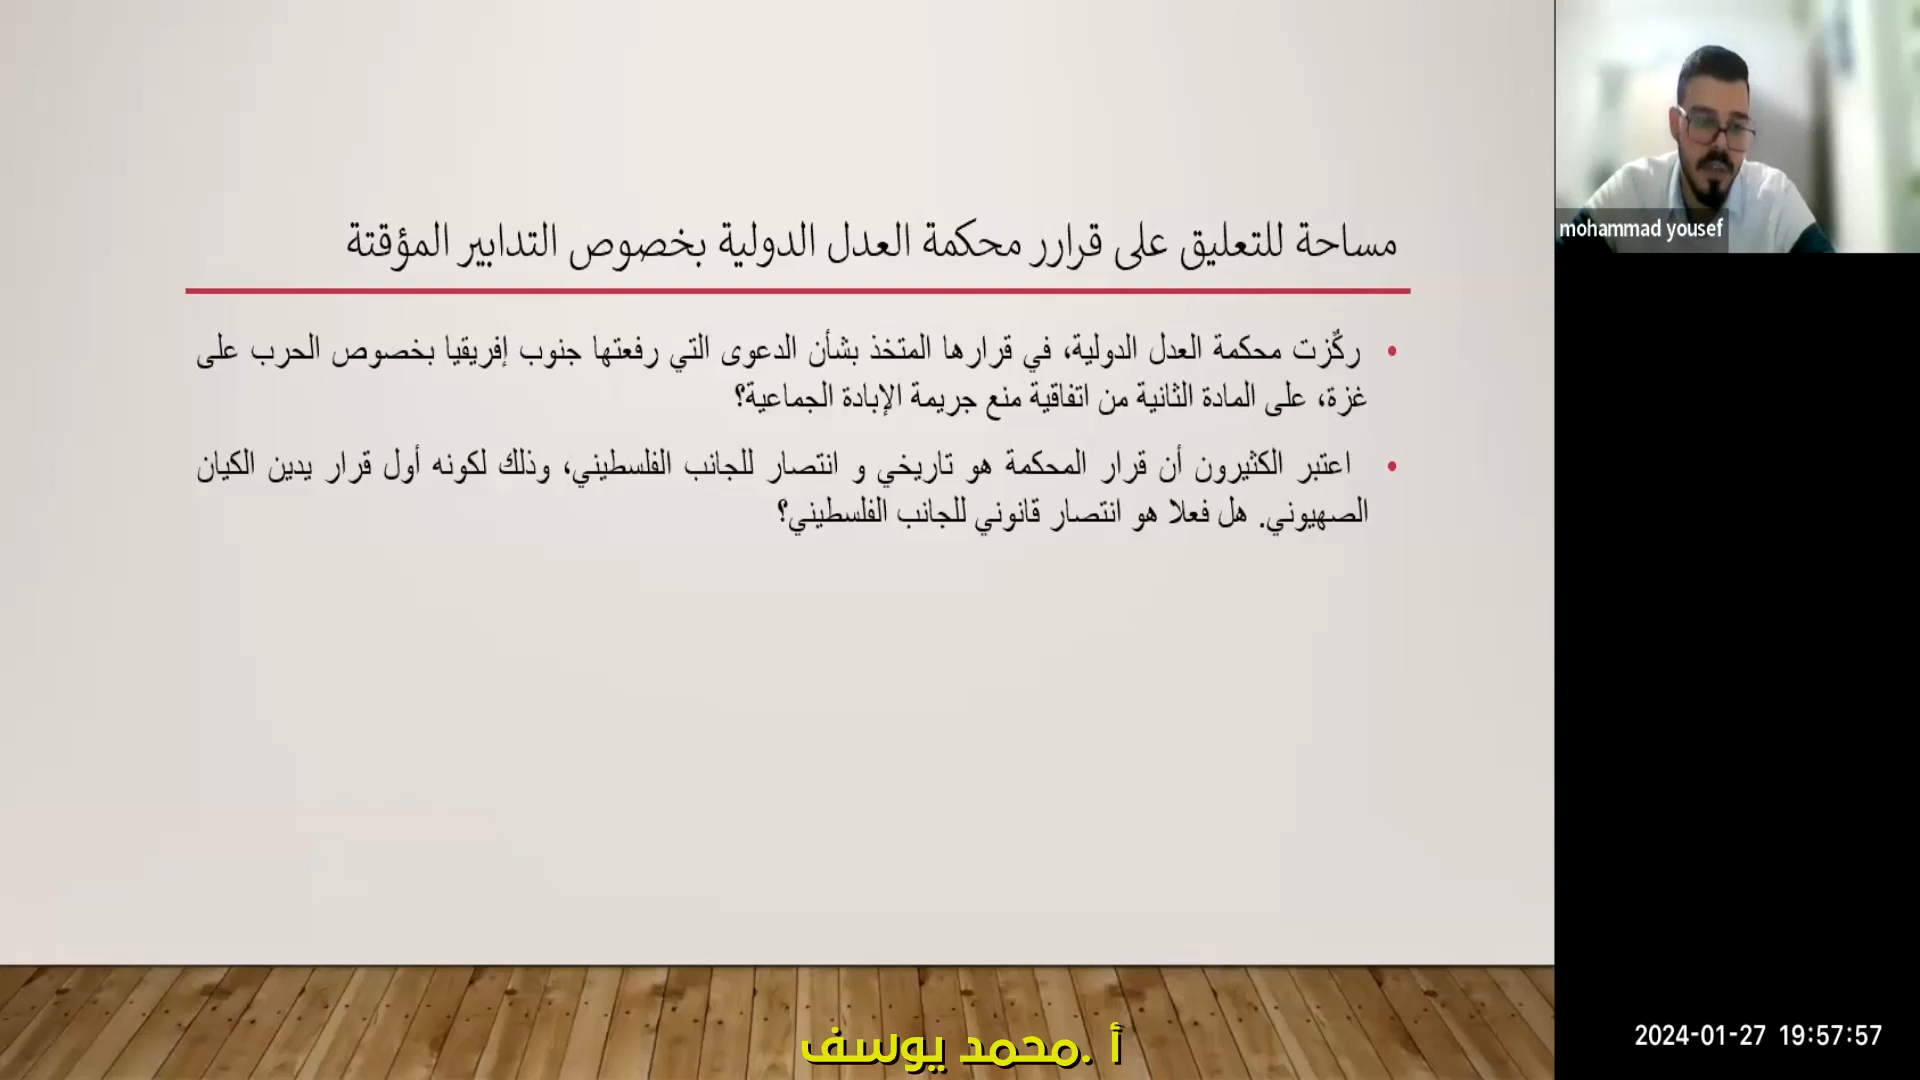 مساحة للتعليق على قرارر محكمة العدل الدولية بخصوص التدابير المؤقتة
• ركّزت محكمة العدل الدولية، في قرارها المتخذ بشأن الدعوى التي رفعتها جنوب إفريقيا بخصوص الحرب على
غزة، على المادة الثانية من اتفاقية منع جريمة الإبادة الجماعية؟
• اعتبر الكثيرون أن قرار المحكمة هو تاريخي و انتصار للجانب الفلسطيني، وذلك لكونه أول قرار يدين الكيان
الصهيوني. هل فعلا هو انتصار قانوني للجانب الفلسطيني؟
mohammad yousef
أ .محمد يوسف
2024-01-27 19:57:57